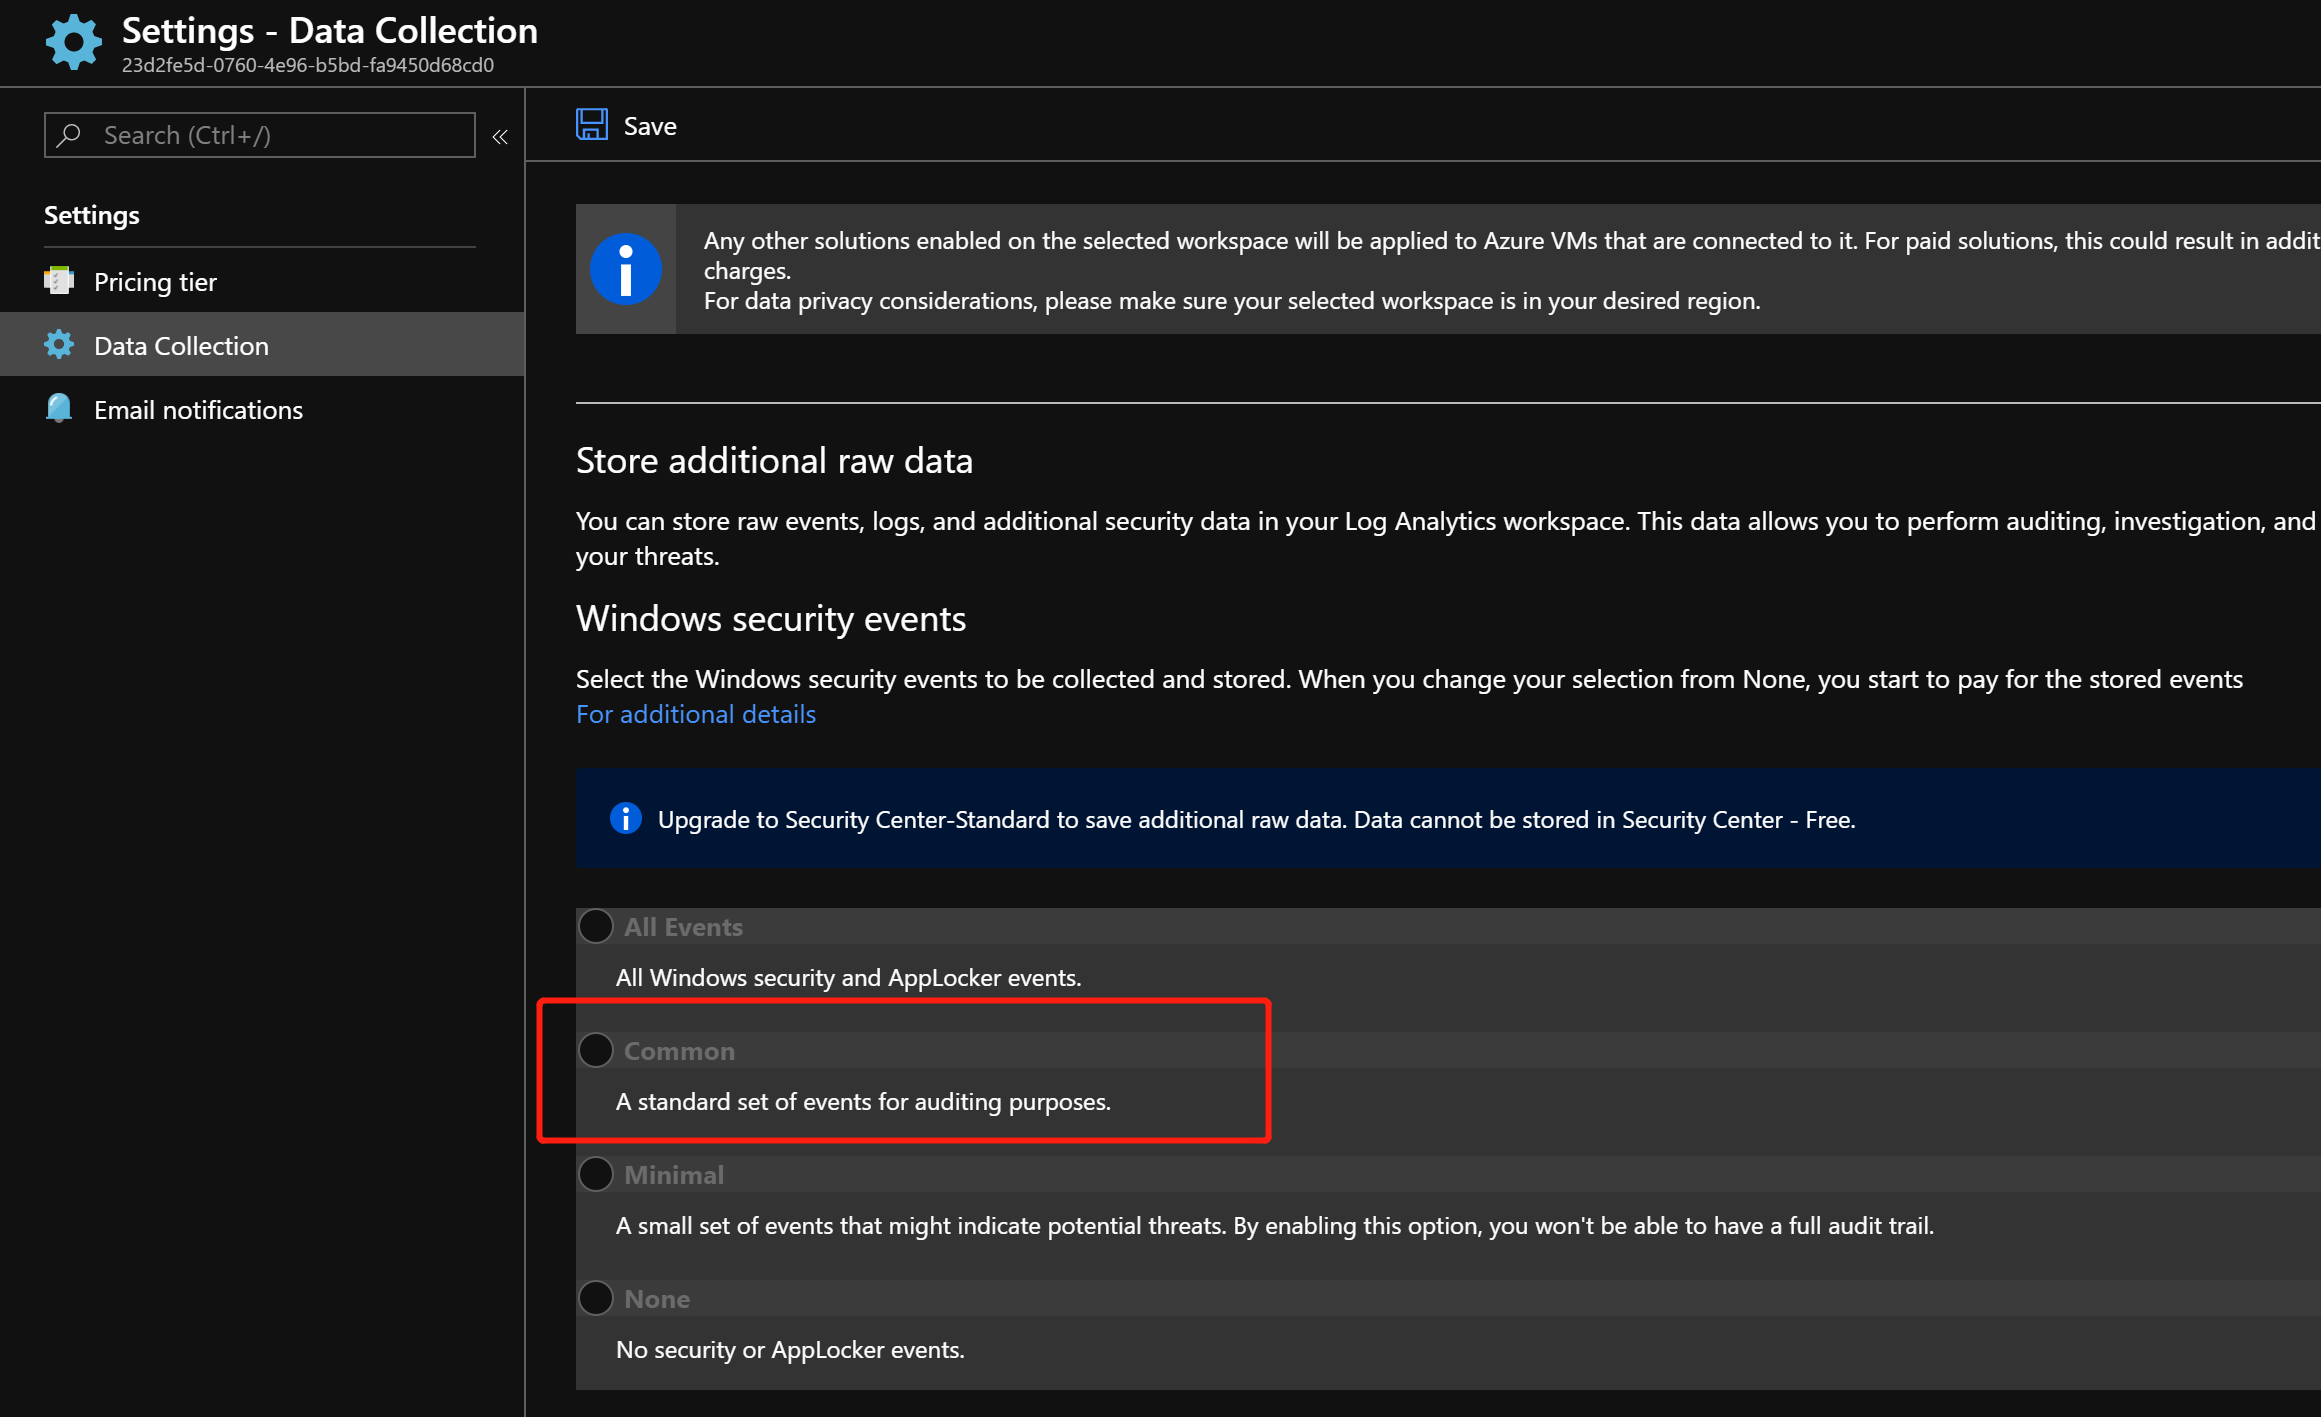 Settings - Data Collection
23d2fe5d-0760-4e96-b5bd-fa9450d68cd0
Search (Ctrl+/)
Settings
Pricing tier
Data Collection
Email notifications
Save
Any other solutions enabled on the selected workspace will be applied to Azure VMs that are connected to it. For paid solutions, this could result in addit
charges.
For data privacy considerations, please make sure your selected workspace is in your desired region.
Store additional raw data
You can store raw events, logs, and additional security data in your Log Analytics workspace. This data allows you to perform auditing, investigation, and
your threats.
Windows security events
Select the Windows security events to be collected and stored. When you change your selection from None, you start to pay for the stored events
For additional details
Upgrade to Security Center-Standard to save additional raw data. Data cannot be stored in Security Center - Free.
All Events
All Windows security and AppLocker events.
Common
A standard set of events for auditing purposes.
Minimal
A small set of events that might indicate potential threats. By enabling this option, you won't be able to have a full audit trail.
None
No security or AppLocker events.